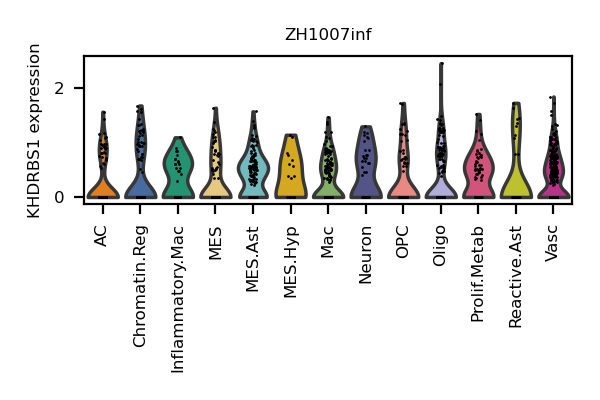 ZH1007inf
KHDRBS1 expression
2
0
AC
Chromatin.Reg
Inflammatory.Mac
MES
MES.Ast
MES.Hyp
Mac
Neuron
OPC
Oligo
Prolif.Metab
Reactive.Ast
Vasc